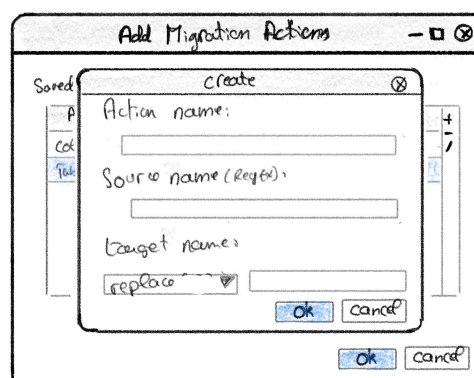 Add Migration Actions
Saved
Create
Action name:
Source name (Regex):
target name:
replace
Ok Cancel
Ok Cancel